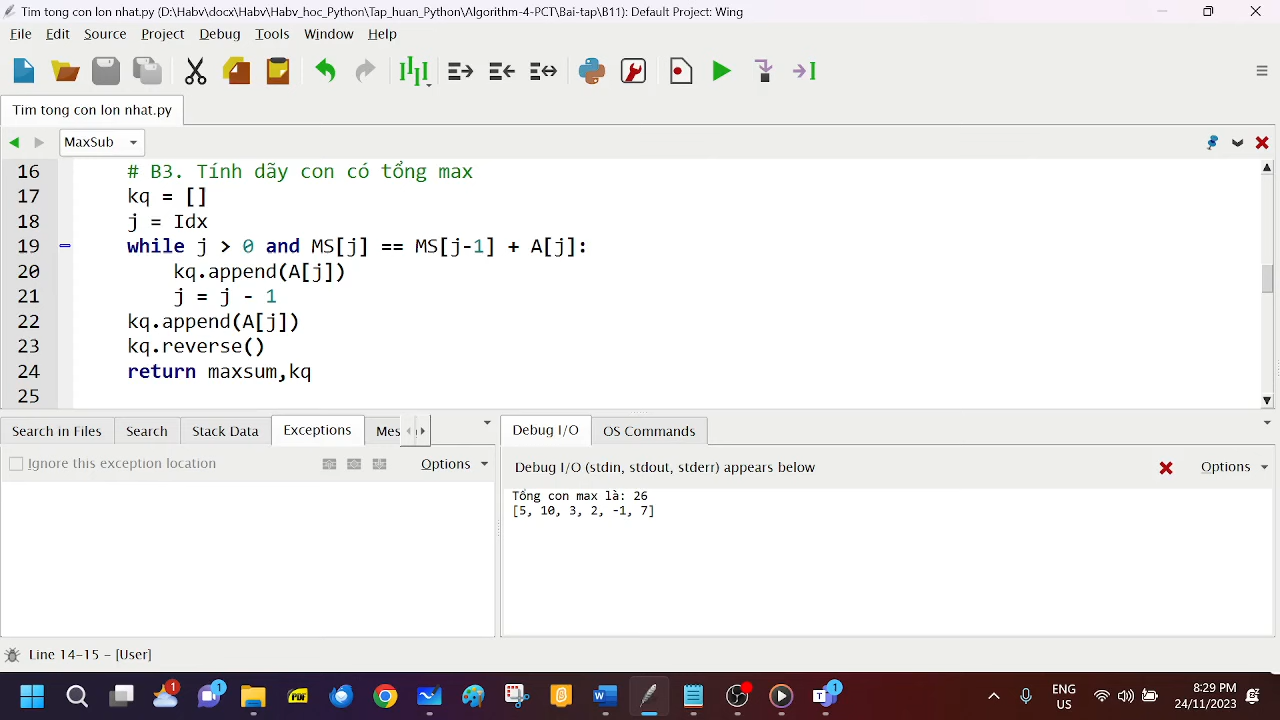 Tim tong con lon nhat.py (D:\Habv\docx\Habv\Habv_hoc_Python\Tap_huan_Python\Algorithm-4-PCT\Bai-tap\B11): Default Project: Wing
File Edit Source Project Debug Tools Window Help
Tim tong con lon nhat.py
MaxSub
16 # B3. Tính dãy con có tổng max
17 kq = []
18 j = Idx
19 while j > 0 and MS[j] == MS[j-1] + A[j]:
20 kq.append(A[j])
21 j = j - 1
22 kq.append(A[j])
23 kq.reverse()
24 return maxsum,kq
25
Search in Files Search Stack Data Exceptions Mes
Ignore this exception location Options
Debug I/O OS Commands
Debug I/O (stdin, stdout, stderr) appears below Options
Tổng con max là: 26
[5, 10, 3, 2, -1, 7]
Line 14-15 - [User]
1
1
PDF
1
ENG
US
8:29 PM
24/11/2023